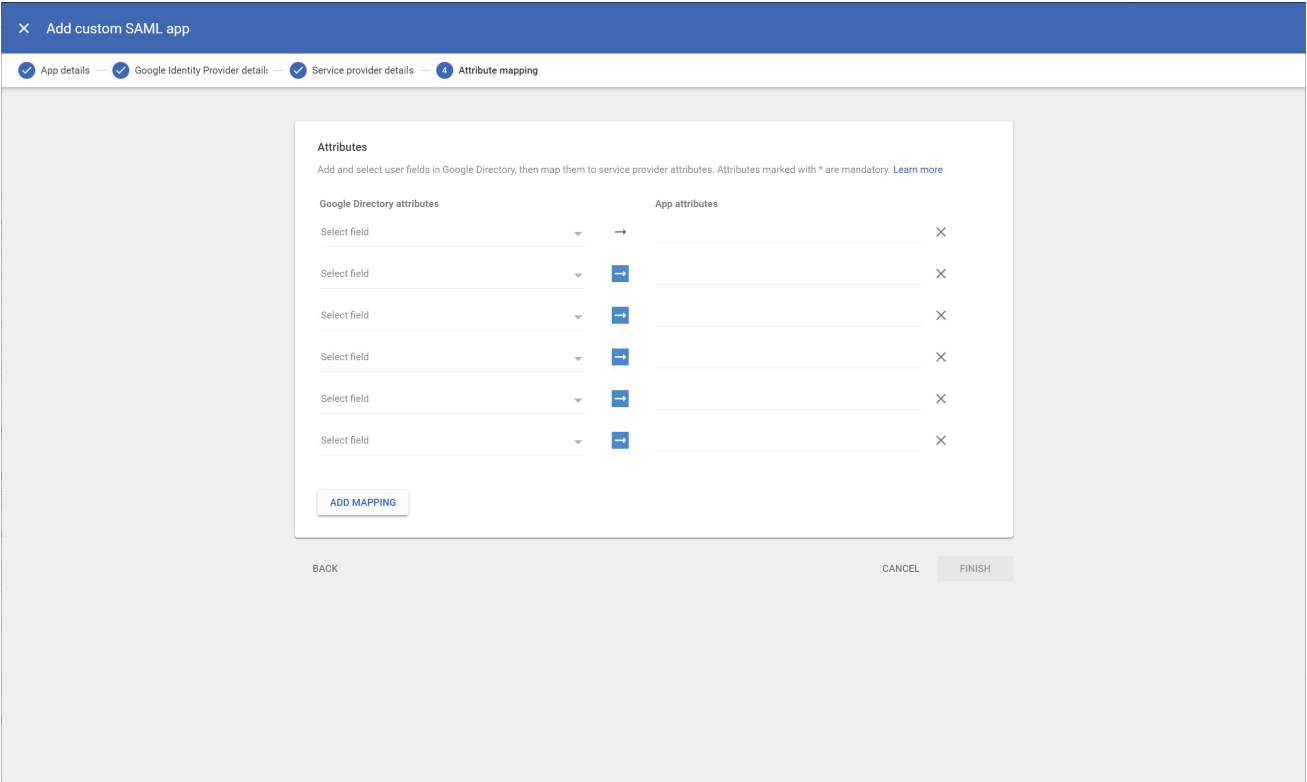 Add custom SAML app
App details — Google Identity Provider details — Service provider details — 4 Attribute mapping
Attributes
Add and select user fields in Google Directory, then map them to service provider attributes. Attributes marked with * are mandatory. Learn more
Google Directory attributes App attributes
Select field →
Select field →
Select field →
Select field →
Select field →
Select field →
ADD MAPPING
BACK CANCEL FINISH